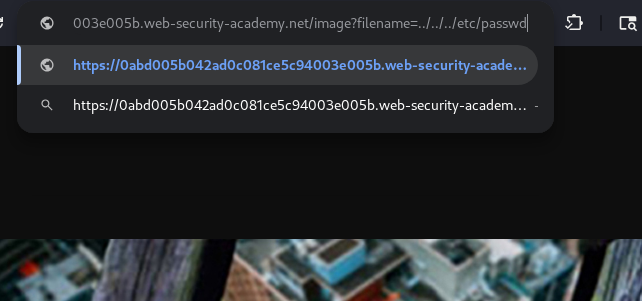 003e005b.web-security-academy.net/image?filename=../../../etc/passwd
https://0abd005b042ad0c081ce5c94003e005b.web-security-acade...
https://0abd005b042ad0c081ce5c94003e005b.web-security-academ... -